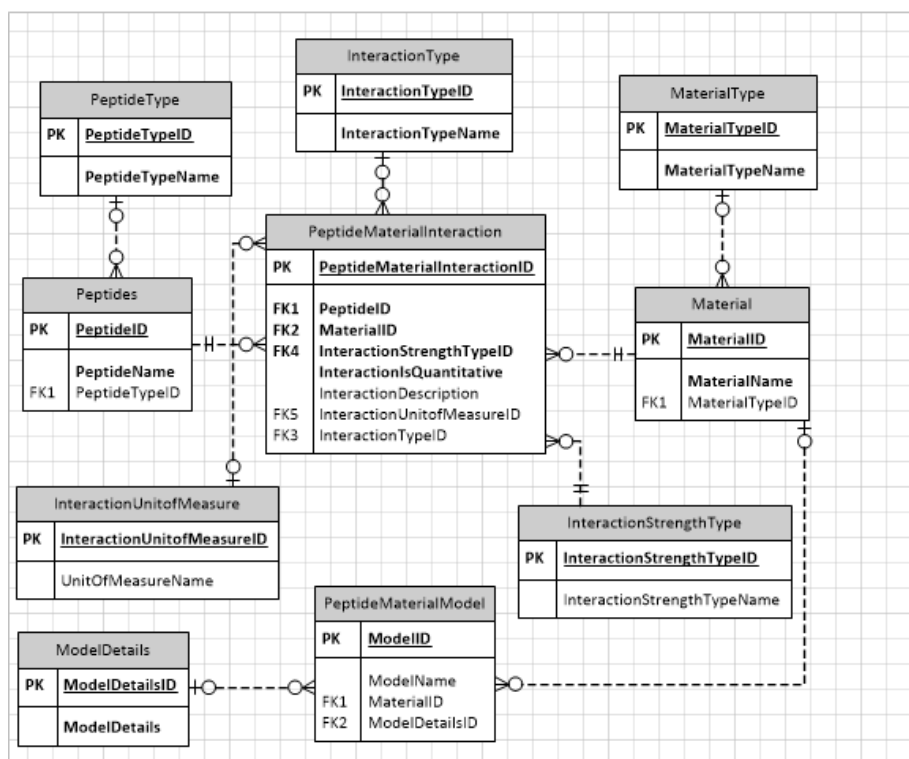 InteractionType
PK InteractionTypeID
InteractionTypeName
PeptideType
PK PeptideTypeID
PeptideTypeName
MaterialType
PK MaterialTypeID
MaterialTypeName
PeptideMaterialInteraction
PK PeptideMaterialInteractionID
FK1 PeptideID
FK2 MaterialID
FK4 InteractionStrengthTypeID
InteractionIsQuantitative
InteractionDescription
FK5 InteractionUnitofMeasureID
FK3 InteractionTypeID
Peptides
PK PeptideID
PeptideName
FK1 PeptideTypeID
Material
PK MaterialID
MaterialName
FK1 MaterialTypeID
InteractionUnitofMeasure
PK InteractionUnitofMeasureID
UnitOfMeasureName
InteractionStrengthType
PK InteractionStrengthTypeID
InteractionStrengthTypeName
PeptideMaterialModel
PK ModelID
ModelName
FK1 MaterialID
FK2 ModelDetailsID
ModelDetails
PK ModelDetailsID
ModelDetails